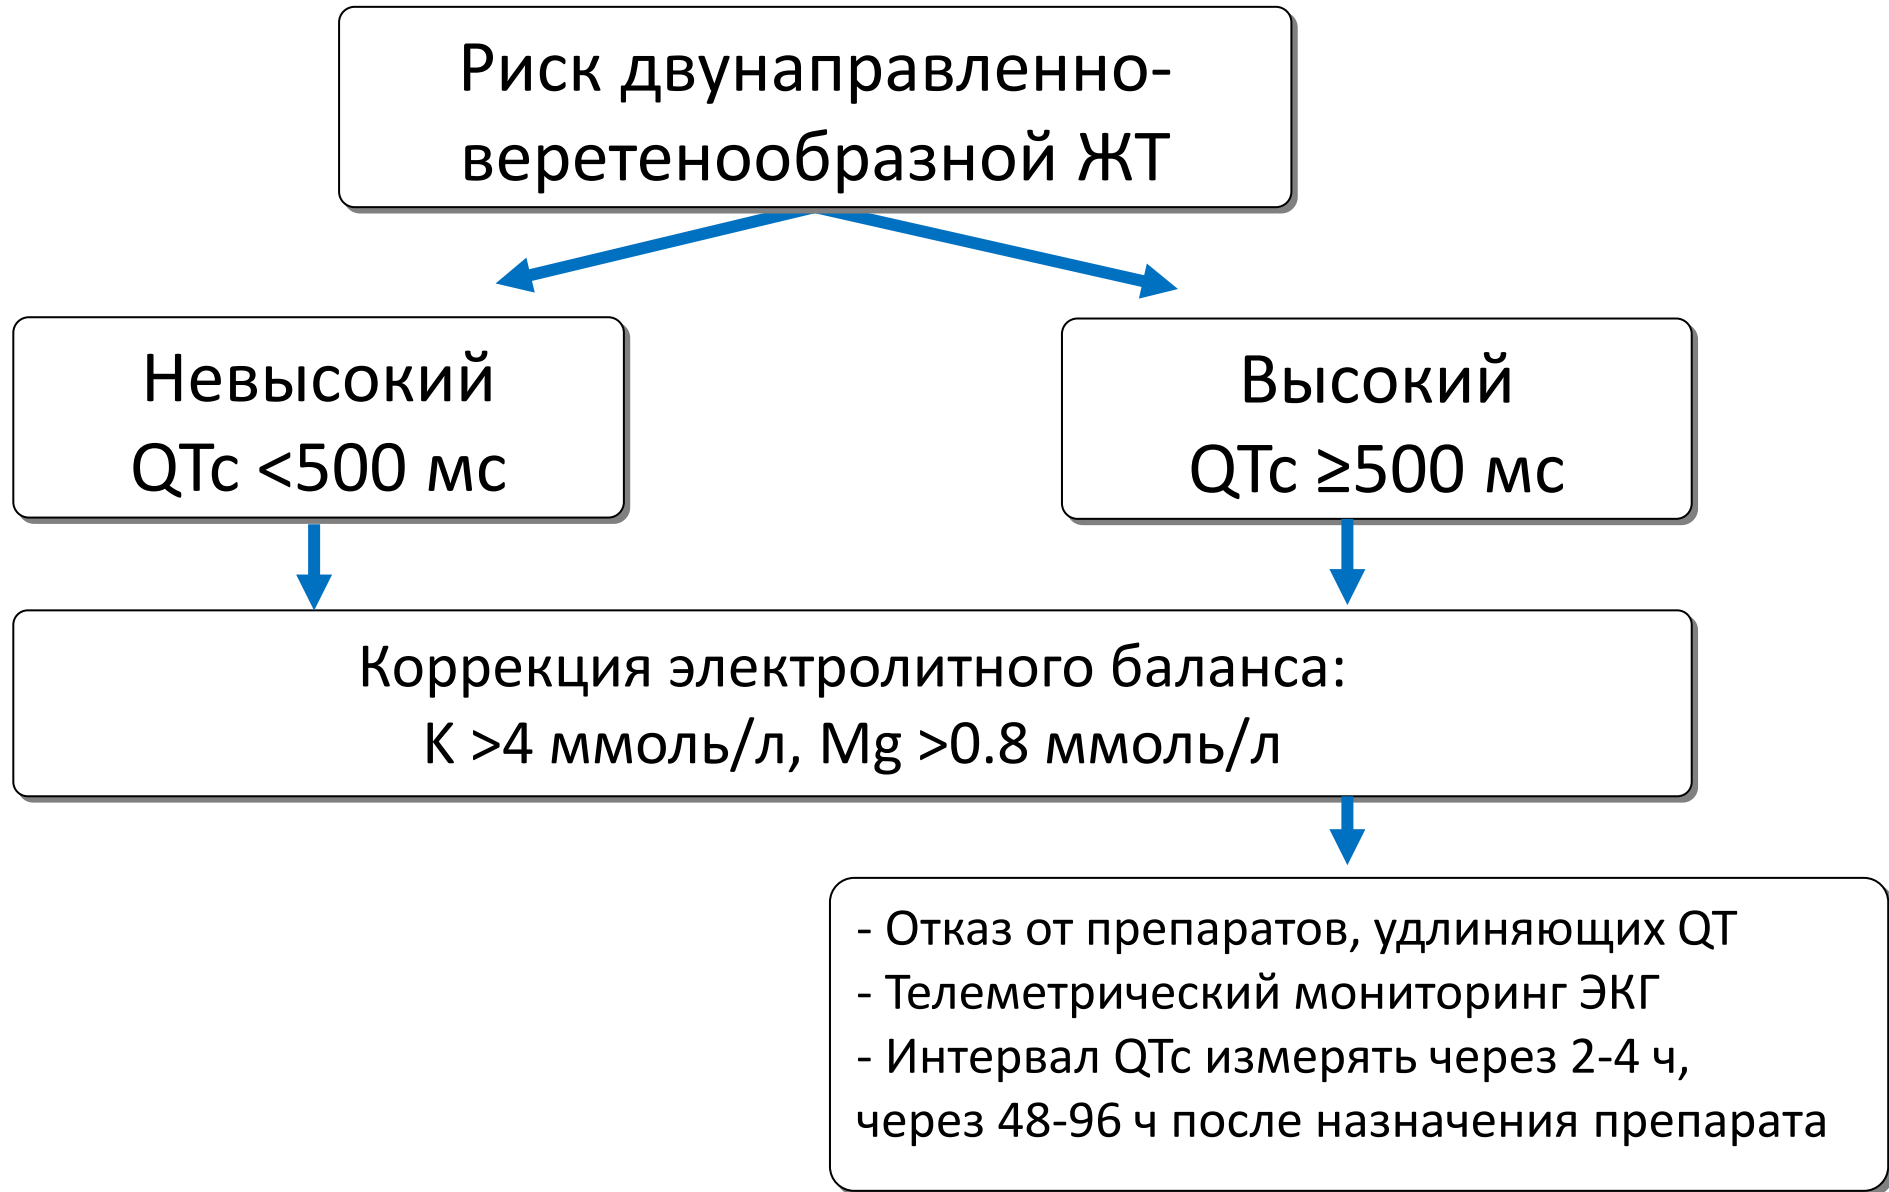 Риск двунаправленно-
веретенообразной ЖТ
Невысокий
QTc <500 мс
Высокий
QTc ≥500 мс
Коррекция электролитного баланса:
K >4 ммоль/л, Mg >0.8 ммоль/л
- Отказ от препаратов, удлиняющих QT
- Телеметрический мониторинг ЭКГ
- Интервал QTc измерять через 2-4 ч,
через 48-96 ч после назначения препарата